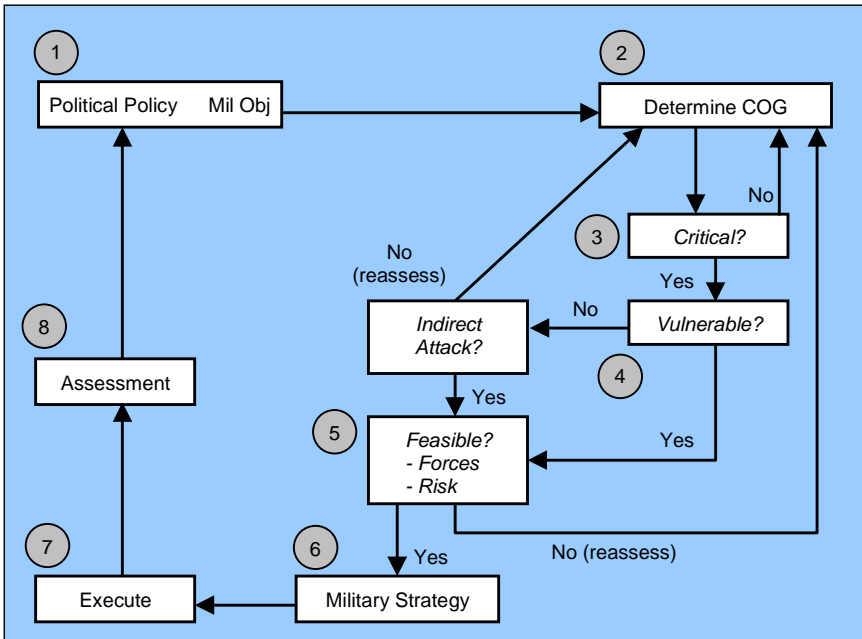 1
Political Policy Mil Obj
2
Determine COG
No
3
Critical?
Yes
No
(reassess)
No
Indirect
Attack?
Vulnerable?
4
8
Assessment
Yes
5
Feasible?
- Forces
- Risk
Yes
Yes
No (reassess)
7
Execute
6
Military Strategy